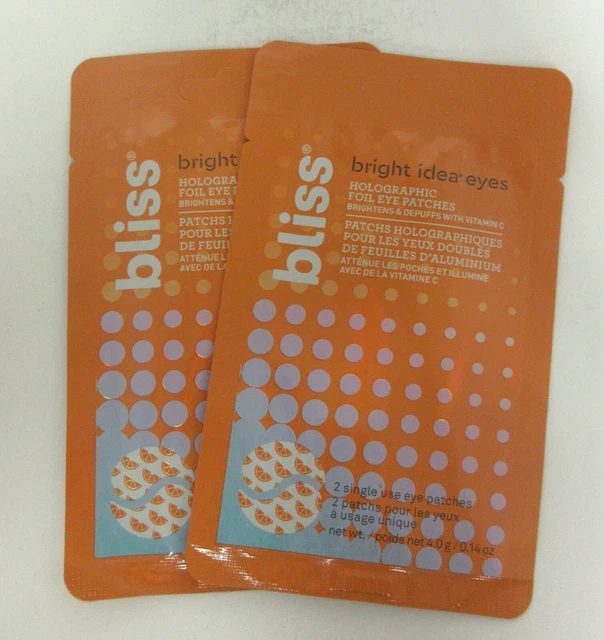 bliss®
bright
HOLOGRA
FOIL EYE
BRIGHTENS &
PATCHS
POUR LES
DE FEUIL
ATTÉNUE L
AVEC DE LA
bliss®
bright idea® eyes
HOLOGRAPHIC
FOIL EYE PATCHES
BRIGHTENS & DEPUFFS WITH VITAMIN C
PATCHS HOLOGRAPHIQUES
POUR LES YEUX DOUBLÉS
DE FEUILLES D'ALUMINIUM
ATTÉNUE LES POCHES ET ILLUMINE
AVEC DE LA VITAMINE C
2 single use eye patches
2 patchs pour les yeux
à usage unique
net wt. / poids net 4.0 g / 0.14 oz